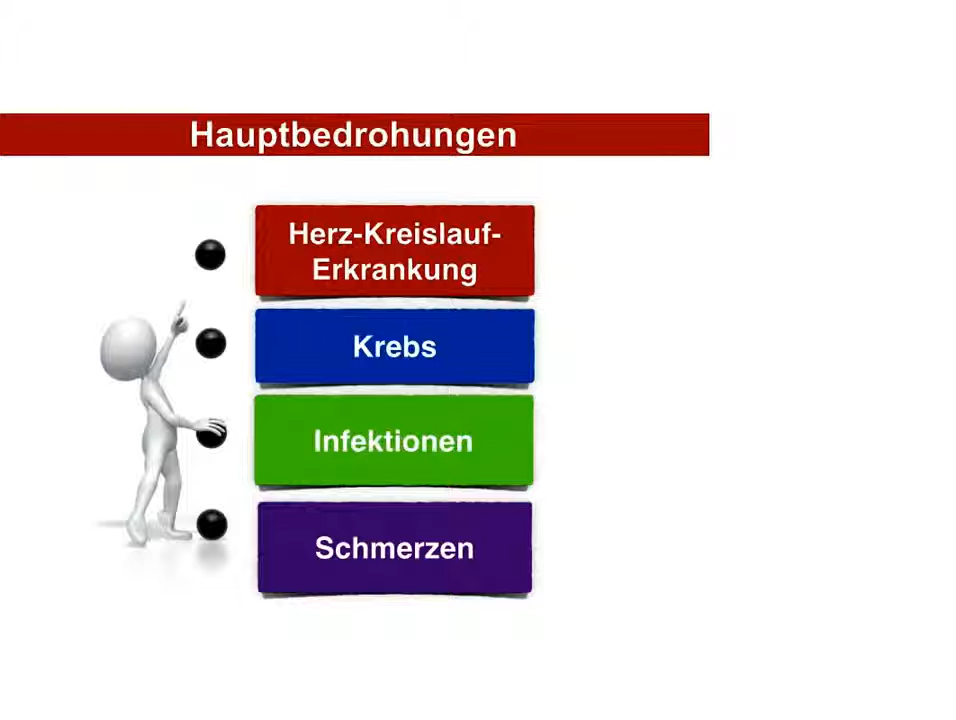 Hauptbedrohungen
Herz-Kreislauf-
Erkrankung
Krebs
Infektionen
Schmerzen